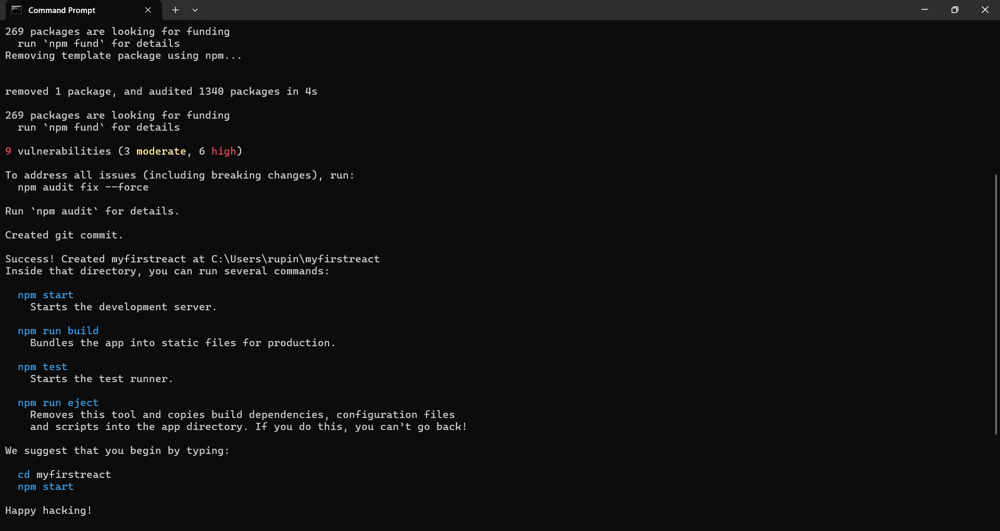 Command Prompt
269 packages are looking for funding
  run `npm fund` for details
Removing template package using npm...
removed 1 package, and audited 1340 packages in 4s
269 packages are looking for funding
  run `npm fund` for details
9 vulnerabilities (3 moderate, 6 high)
To address all issues (including breaking changes), run:
  npm audit fix --force
Run `npm audit` for details.
Created git commit.
Success! Created myfirstreact at C:\Users\rupin\myfirstreact
Inside that directory, you can run several commands:
  npm start
    Starts the development server.
  npm run build
    Bundles the app into static files for production.
  npm test
    Starts the test runner.
  npm run eject
    Removes this tool and copies build dependencies, configuration files
    and scripts into the app directory. If you do this, you can’t go back!
We suggest that you begin by typing:
  cd myfirstreact
  npm start
Happy hacking!